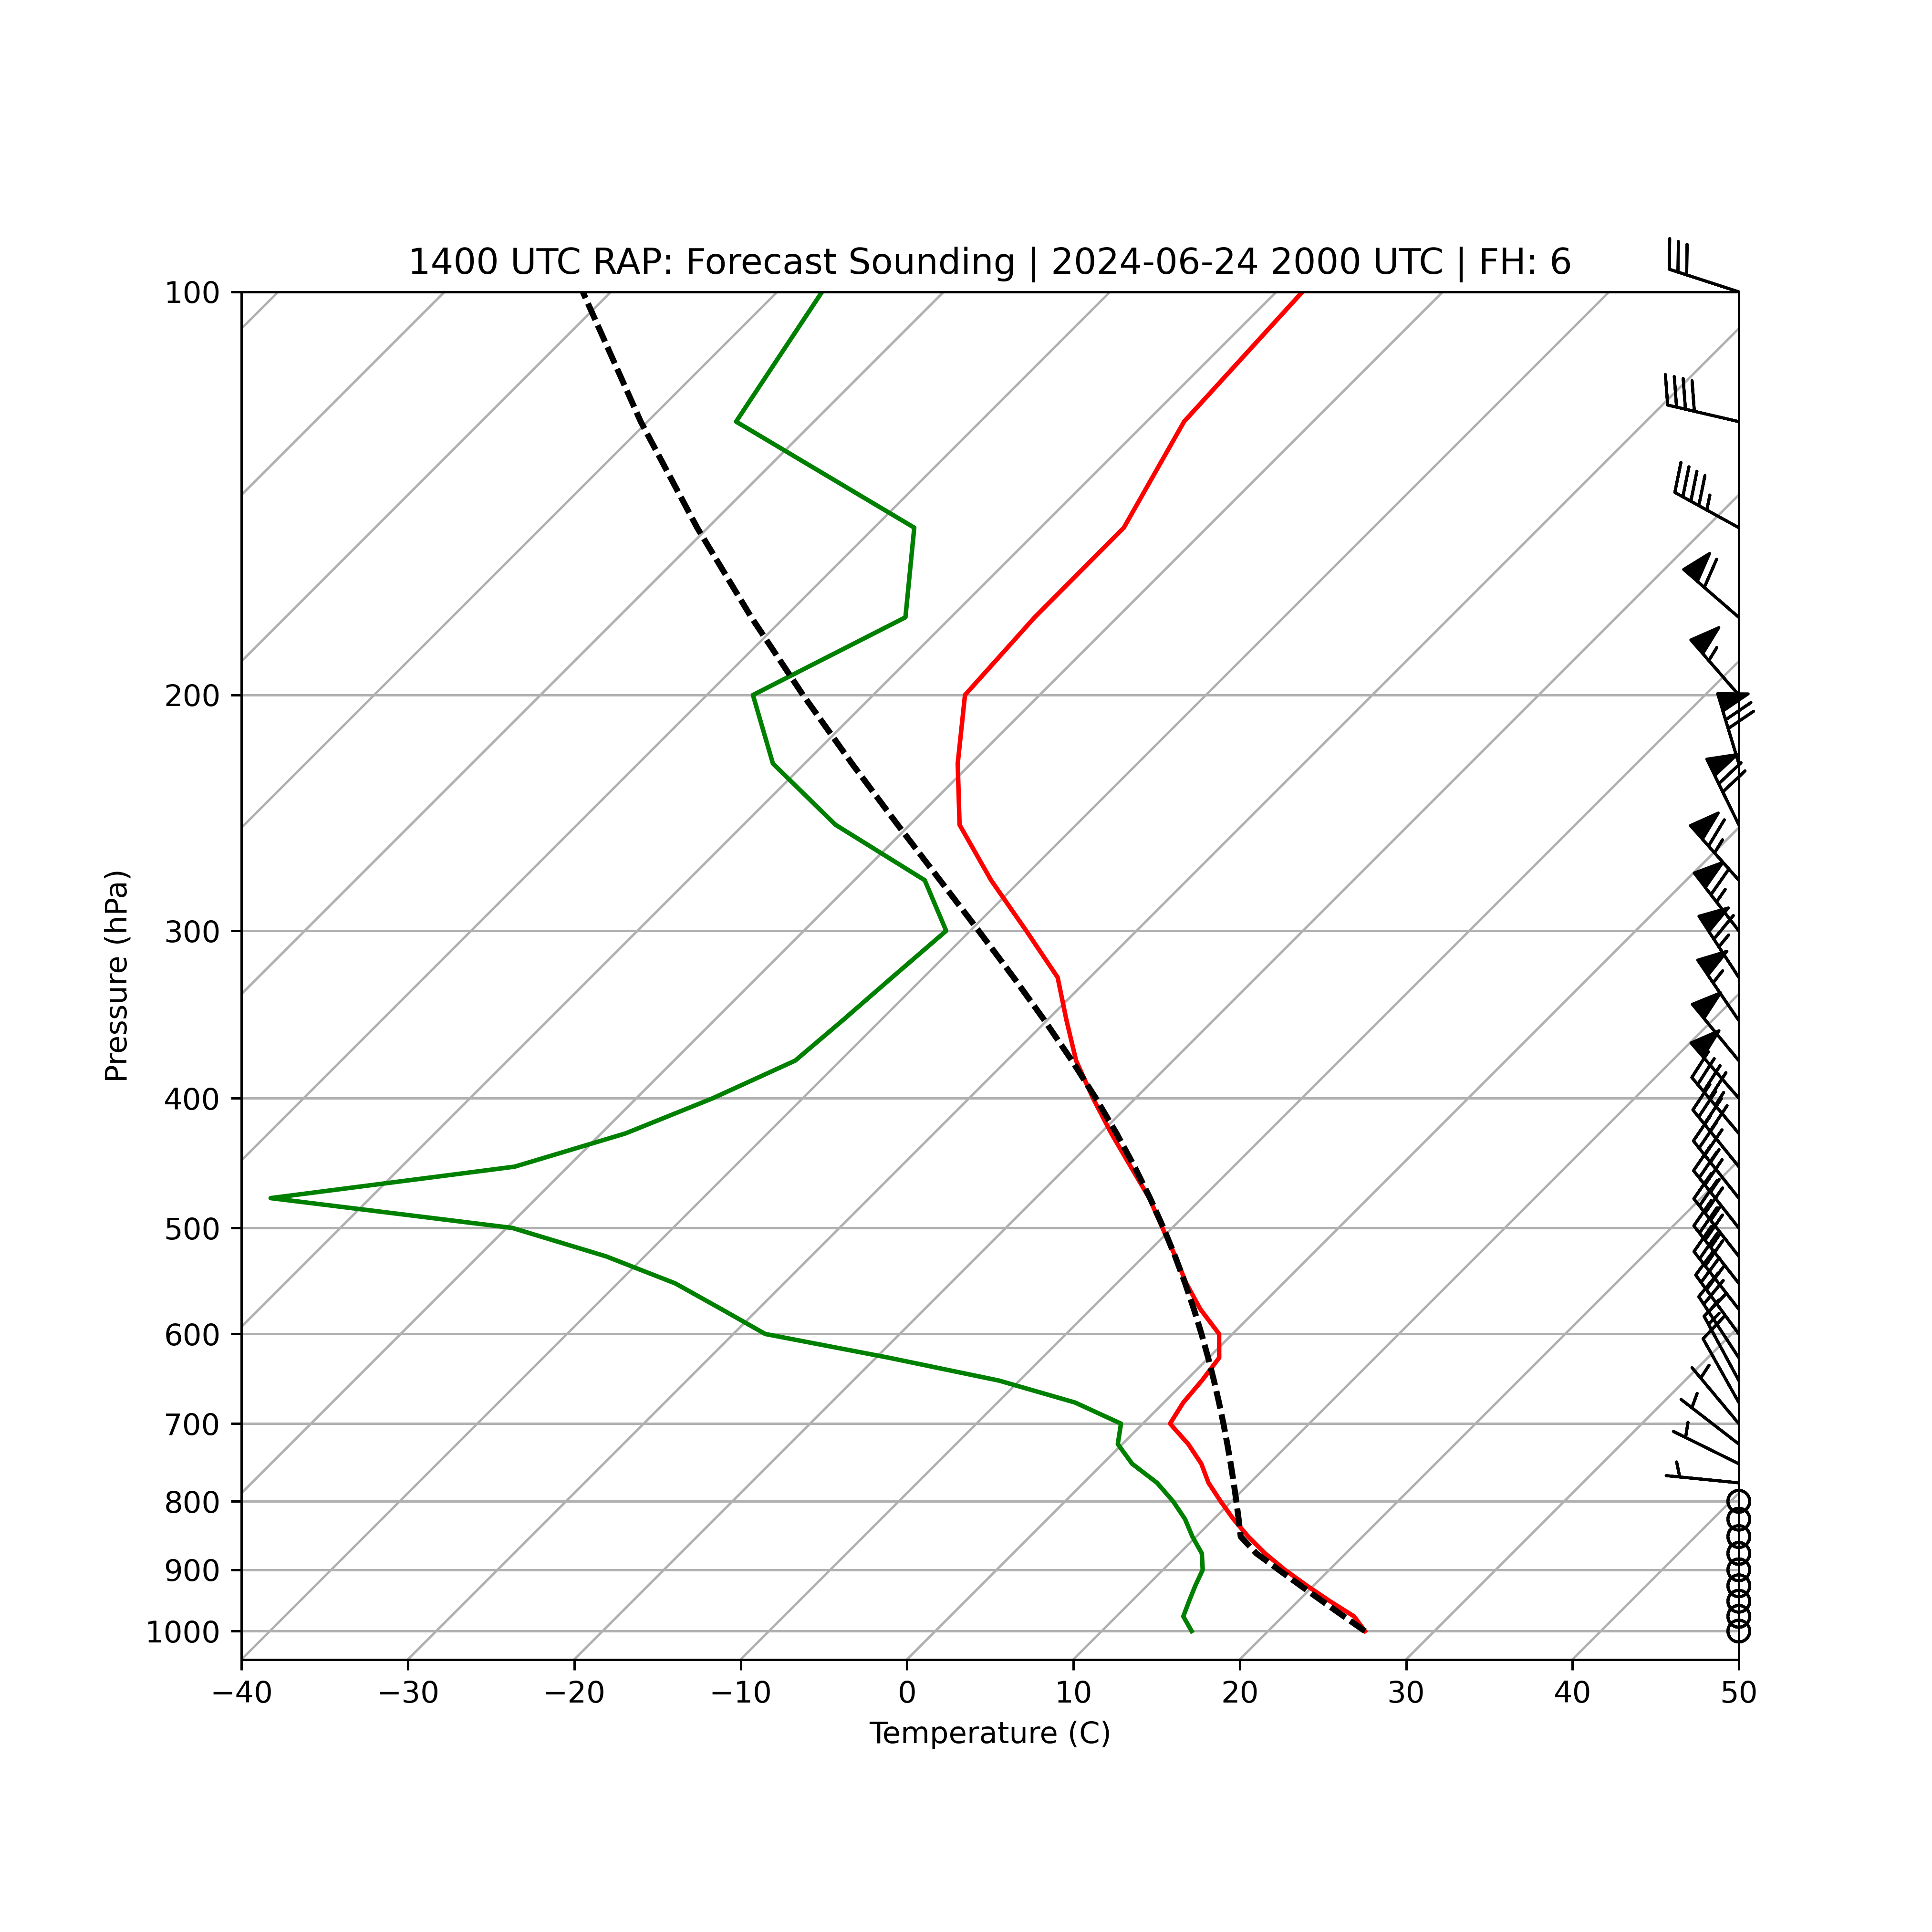 1400 UTC RAP: Forecast Sounding | 2024-06-24 2000 UTC | FH: 6
100
200
300
400
500
600
700
800
900
1000
Pressure (hPa)
−40 −30 −20 −10 0 10 20 30 40 50
Temperature (C)